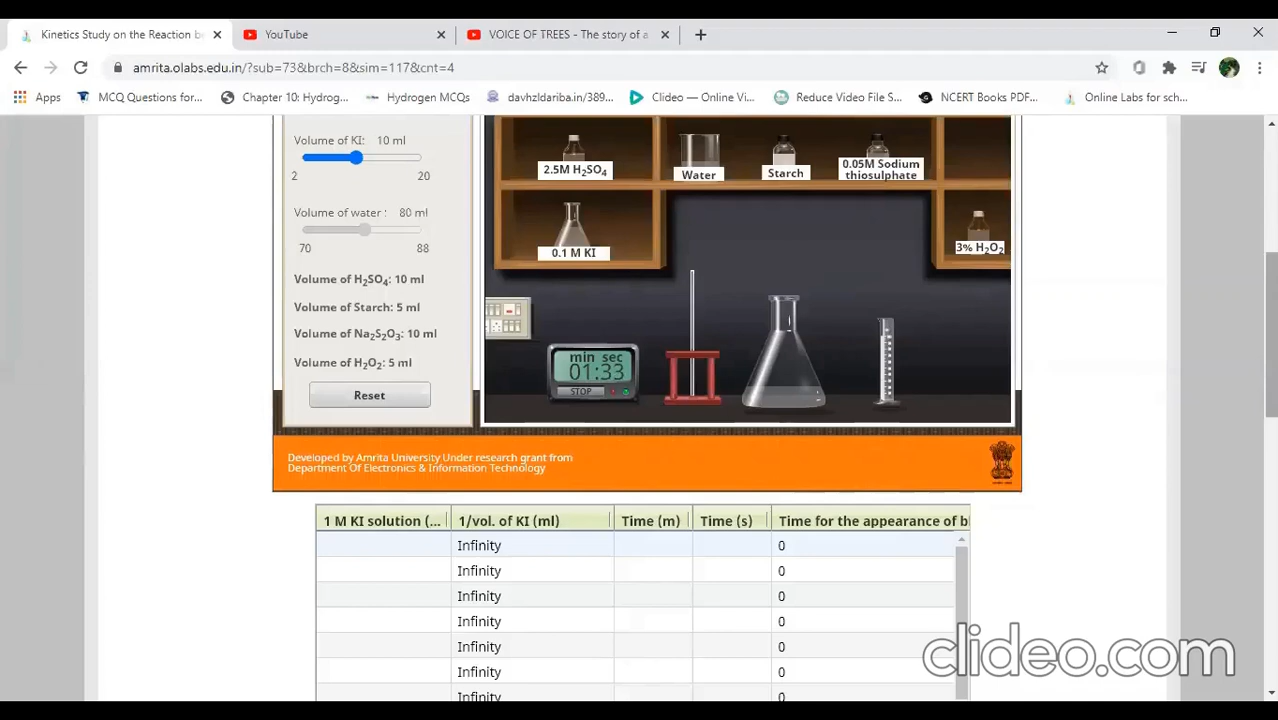 Kinetics Study on the Reaction be
YouTube
VOICE OF TREES - The story of a
amrita.olabs.edu.in/?sub=73&brch=8&sim=117&cnt=4
Apps
MCQ Questions for...
Chapter 10: Hydrog...
Hydrogen MCQs
davhzldariba.in/389...
Clideo — Online Vi...
Reduce Video File S...
NCERT Books PDF...
Online Labs for sch...
Volume of KI: 10 ml
2 20
Volume of water : 80 ml
70 88
Volume of H2SO4: 10 ml
Volume of Starch: 5 ml
Volume of Na2S2O3: 10 ml
Volume of H2O2: 5 ml
Reset
2.5M H2SO4
Water
Starch
0.05M Sodium
thiosulphate
0.1 M KI
3% H2O2
min sec
01:33
STOP
Developed by Amrita University Under research grant from
Department Of Electronics & Information Technology
1 M KI solution (... 1/vol. of KI (ml) Time (m) Time (s) Time for the appearance of bl
Infinity 0
Infinity 0
Infinity 0
Infinity 0
Infinity 0
Infinity 0
Infinity 0
clideo.com